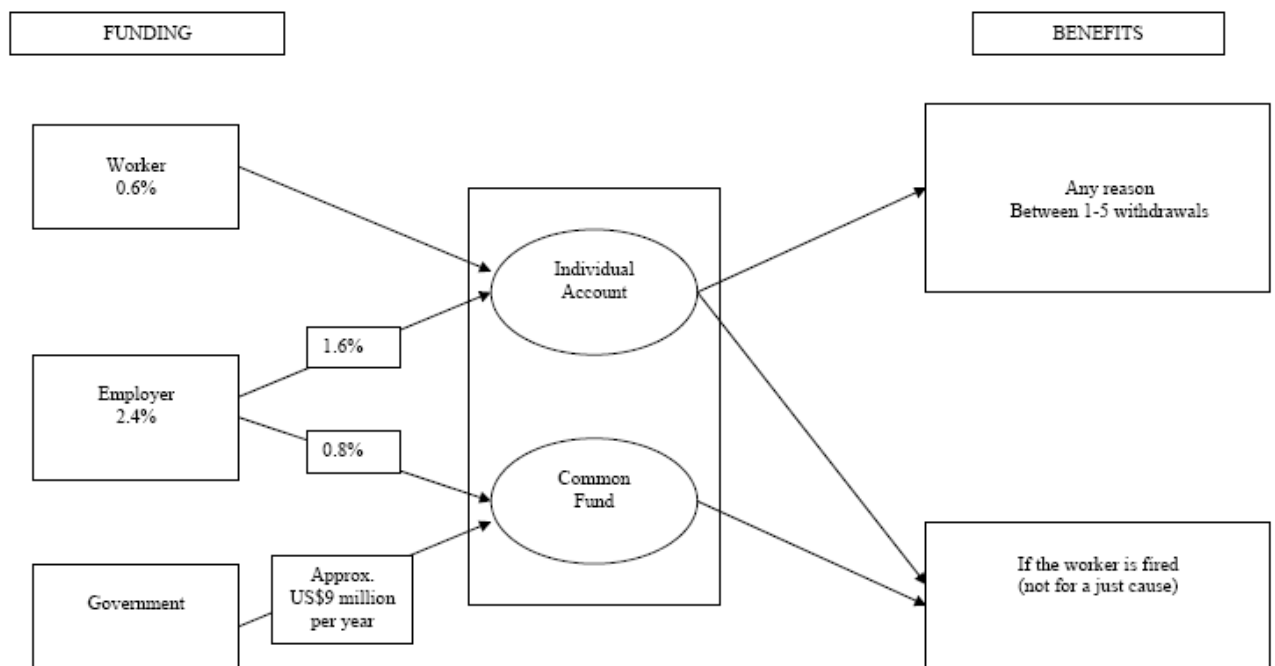 FUNDING
BENEFITS
Worker
0.6%
Any reason
Between 1-5 withdrawals
Individual
Account
1.6%
Employer
2.4%
0.8%
Common
Fund
Government
Approx.
US$9 million
per year
If the worker is fired
(not for a just cause)